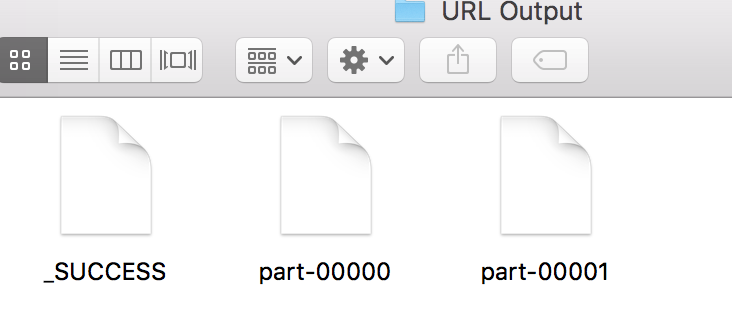 URL Output
_SUCCESS
part-00000
part-00001